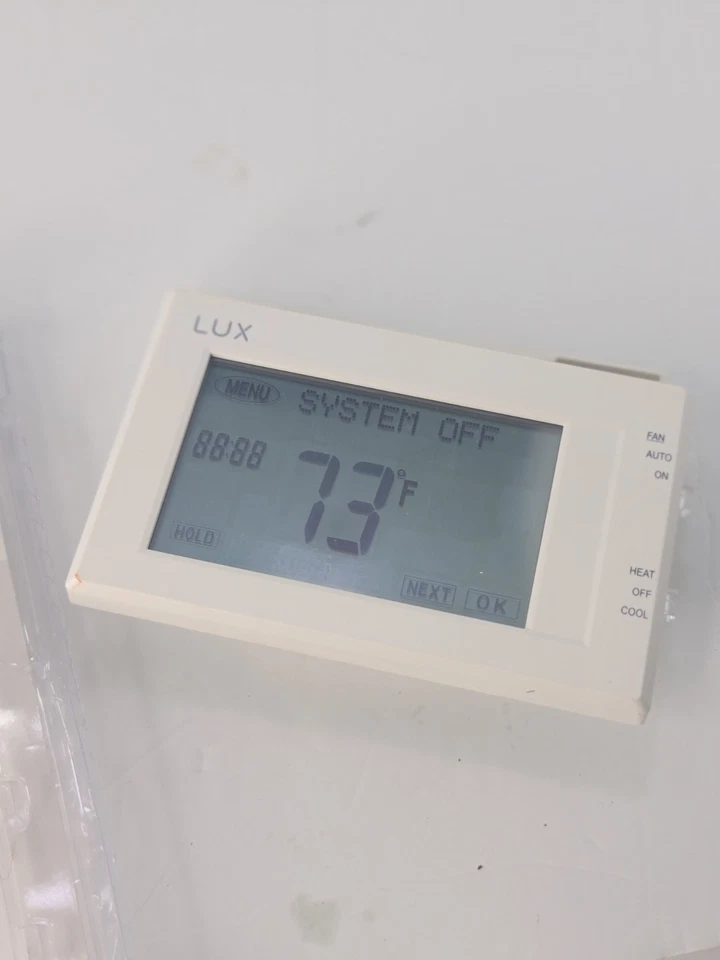 LUX
MENU
SYSTEM OFF
88:88
73°F
HOLD
NEXT
OK
FAN
AUTO
ON
HEAT
OFF
COOL